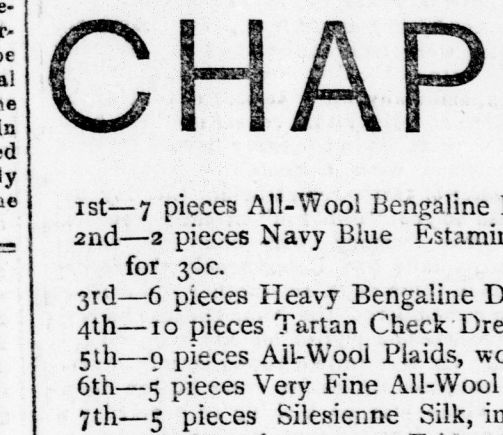 CHAP
1st—7 pieces All-Wool Bengaline
2nd—2 pieces Navy Blue Estamin
for 30c.
3rd—6 pieces Heavy Bengaline D
4th—10 pieces Tartan Check Dre
5th—9 pieces All-Wool Plaids, wo
6th—5 pieces Very Fine All-Wool
7th—5 pieces Silesienne Silk, in